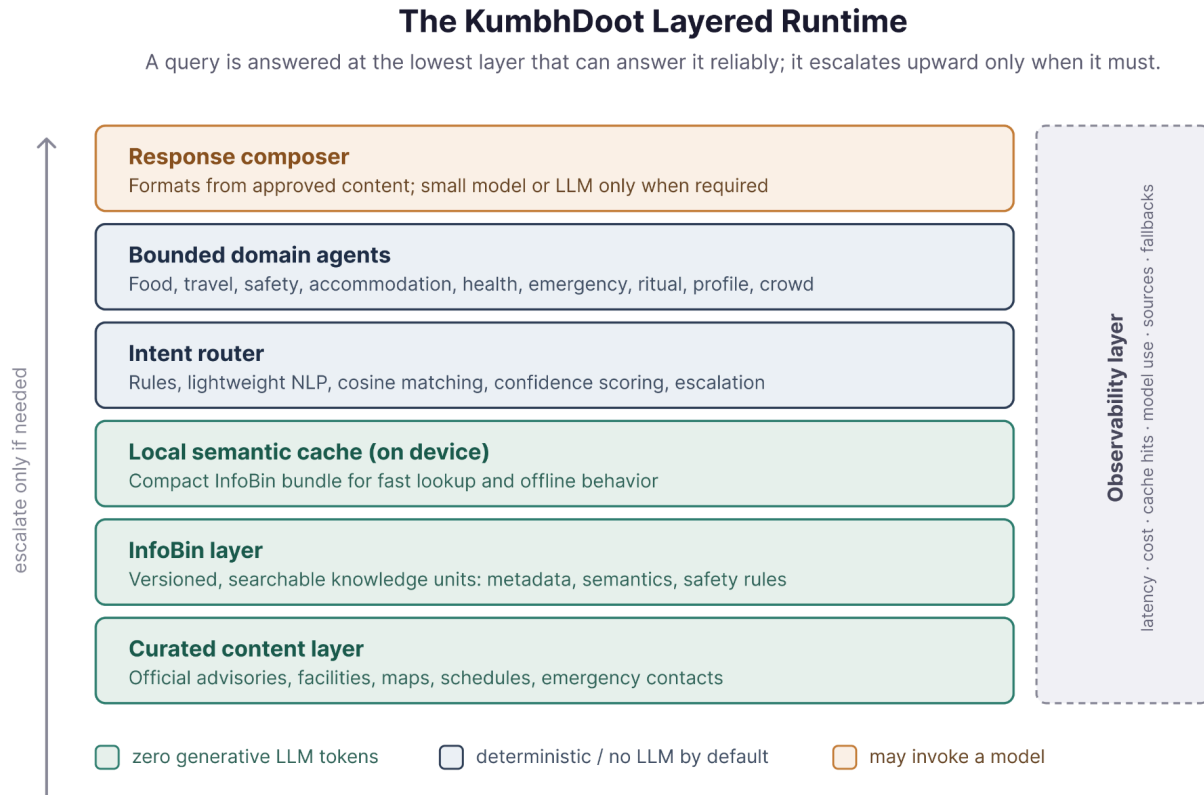 The KumbhDoot Layered Runtime
A query is answered at the lowest layer that can answer it reliably; it escalates upward only when it must.
escalate only if needed
Response composer
Formats from approved content; small model or LLM only when required
Bounded domain agents
Food, travel, safety, accommodation, health, emergency, ritual, profile, crowd
Intent router
Rules, lightweight NLP, cosine matching, confidence scoring, escalation
Local semantic cache (on device)
Compact InfoBin bundle for fast lookup and offline behavior
InfoBin layer
Versioned, searchable knowledge units: metadata, semantics, safety rules
Curated content layer
Official advisories, facilities, maps, schedules, emergency contacts
Observability layer
latency · cost · cache hits · model use · sources · fallbacks
zero generative LLM tokens
deterministic / no LLM by default
may invoke a model